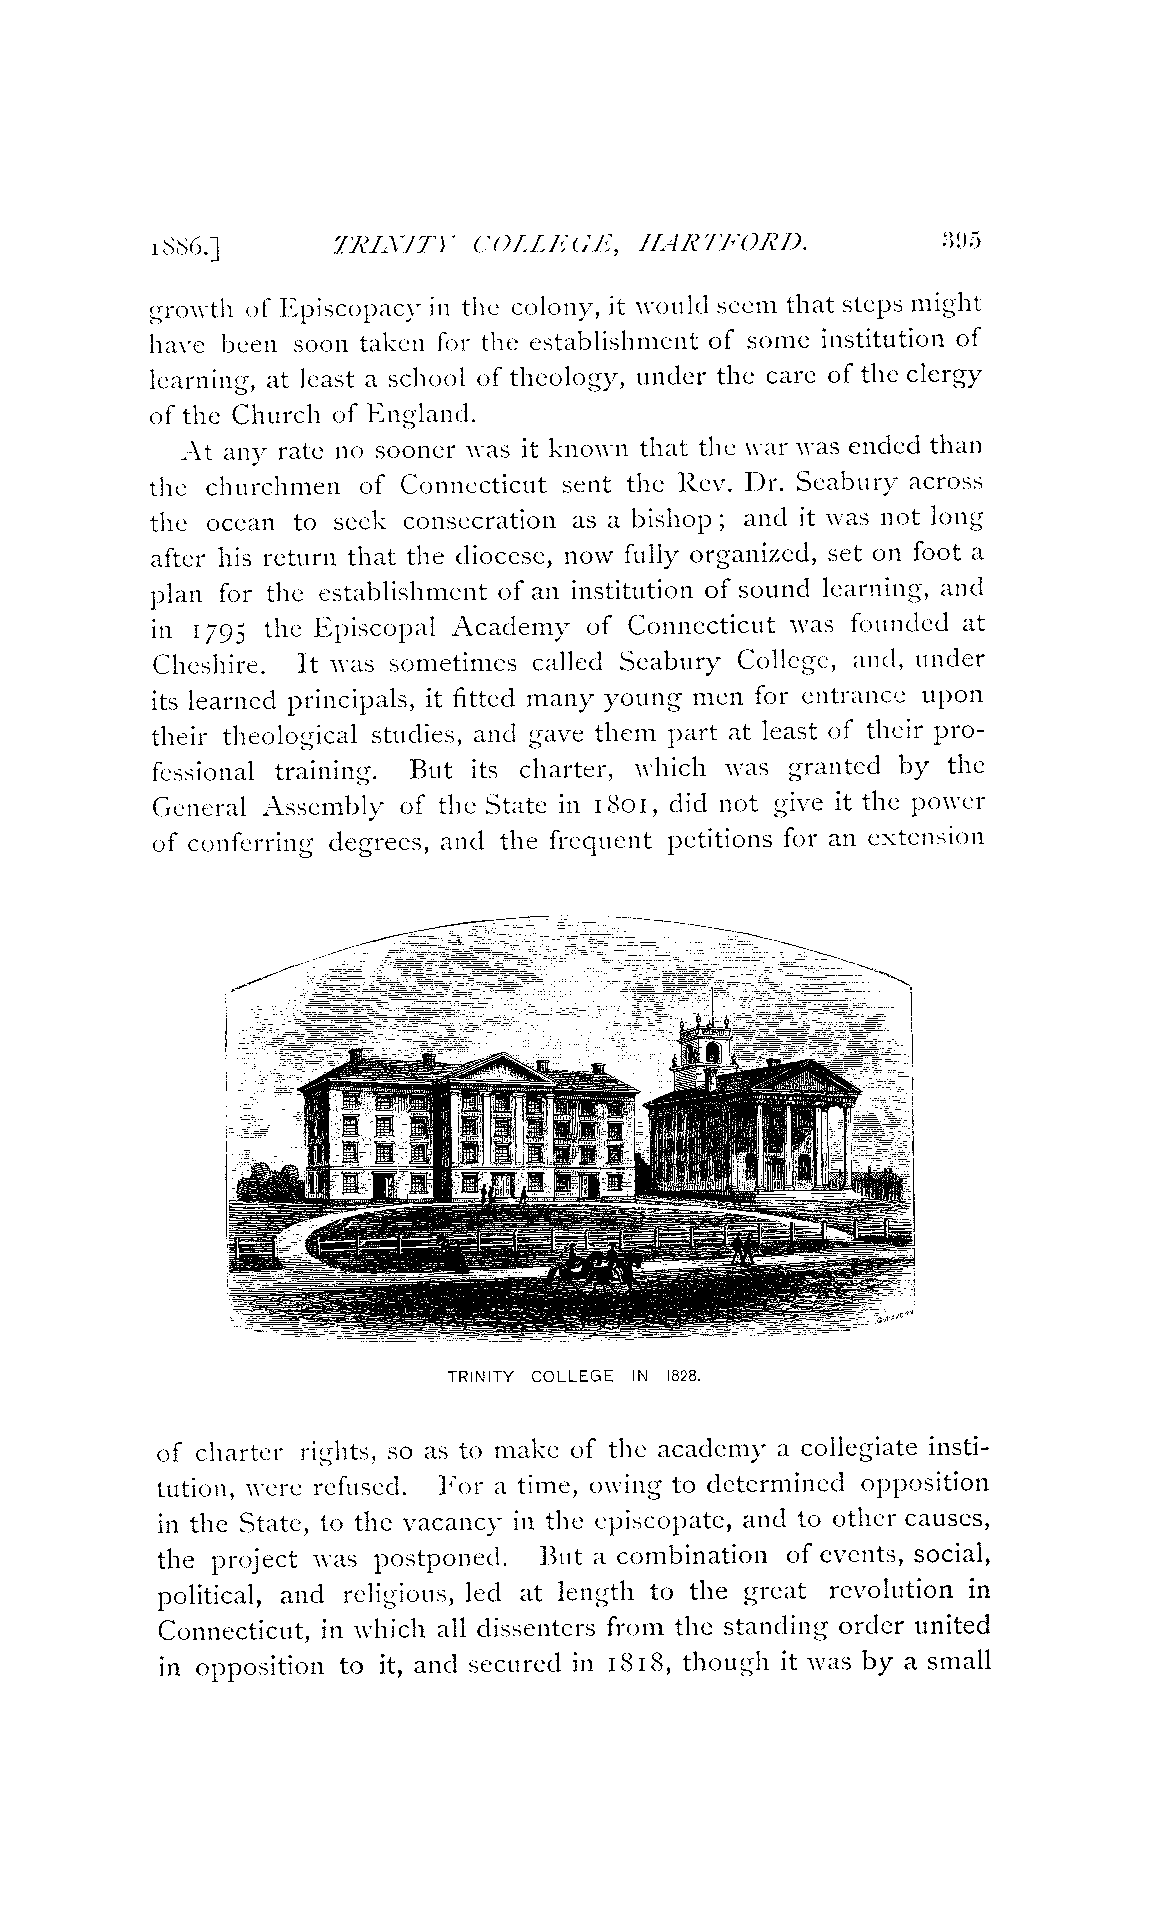 1886.] TRINITY COLLEGE, HARTFORD. 395
growth of Episcopacy in the colony, it would seem that steps might
have been soon taken for the establishment of some institution of
learning, at least a school of theology, under the care of the clergy
of the Church of England.
At any rate no sooner was it known that the war was ended than
the churchmen of Connecticut sent the Rev. Dr. Seabury across
the ocean to seek consecration as a bishop; and it was not long
after his return that the diocese, now fully organized, set on foot a
plan for the establishment of an institution of sound learning, and
in 1795 the Episcopal Academy of Connecticut was founded at
Cheshire. It was sometimes called Seabury College, and, under
its learned principals, it fitted many young men for entrance upon
their theological studies, and gave them part at least of their pro-
fessional training. But its charter, which was granted by the
General Assembly of the State in 1801, did not give it the power
of conferring degrees, and the frequent petitions for an extension
TRINITY COLLEGE IN 1828.
of charter rights, so as to make of the academy a collegiate insti-
tution, were refused. For a time, owing to determined opposition
in the State, to the vacancy in the episcopate, and to other causes,
the project was postponed. But a combination of events, social,
political, and religious, led at length to the great revolution in
Connecticut, in which all dissenters from the standing order united
in opposition to it, and secured in 1818, though it was by a small